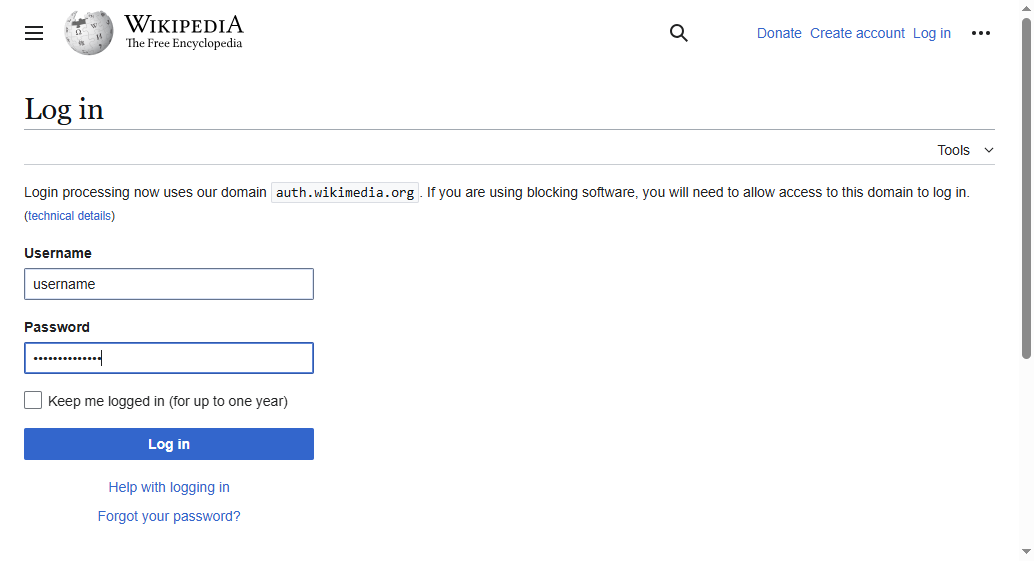 WIKIPEDIA
The Free Encyclopedia
Donate Create account Log in
Log in
Tools
Login processing now uses our domain auth.wikimedia.org. If you are using blocking software, you will need to allow access to this domain to log in.
(technical details)
Username
username
Password
••••••••••••••
Keep me logged in (for up to one year)
Log in
Help with logging in
Forgot your password?